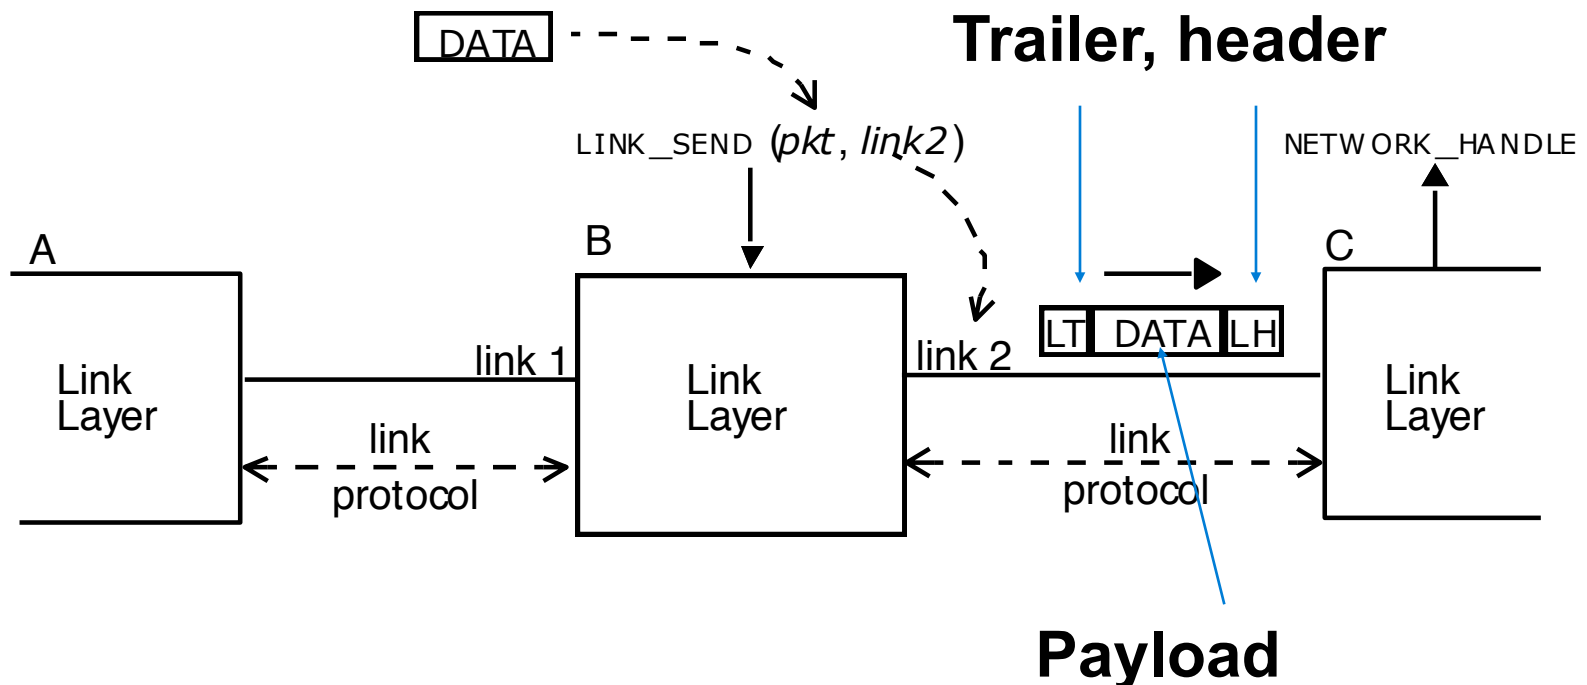 DATA
Trailer, header
LINK_SEND (pkt, link2)
NETWORK_HANDLE
A
B
C
LT DATA LH
link 1
link 2
Link
Layer
Link
Layer
Link
Layer
link
protocol
link
protocol
Payload